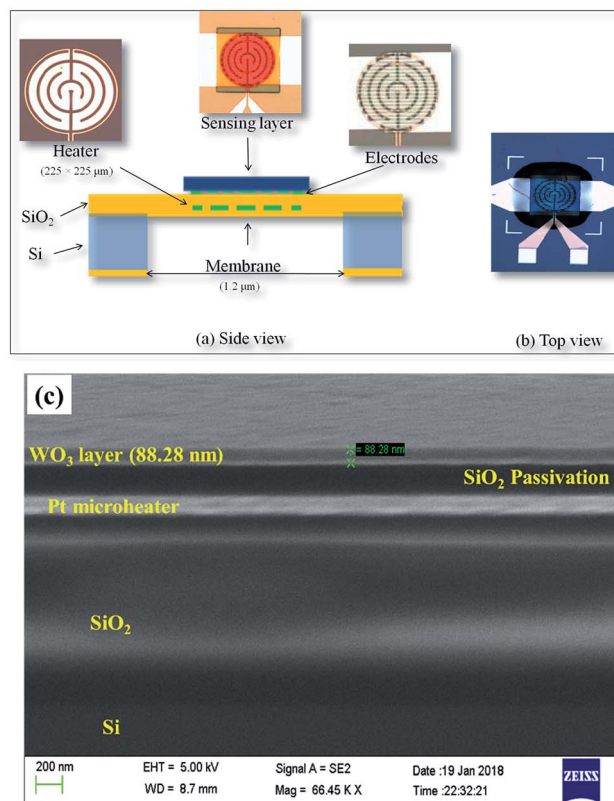 Sensing layer
Heater
(225 × 225 μm)
Electrodes
SiO2
Si
Membrane
(1.2 μm)
(a) Side view
(b) Top view
(c)
WO3 layer (88.28 nm)
= 88.28 nm
SiO2 Passivation
Pt microheater
SiO2
Si
200 nm
EHT = 5.00 kV
Signal A = SE2
Date :19 Jan 2018
WD = 8.7 mm
Mag = 66.45 K X
Time :22:32:21
ZEISS